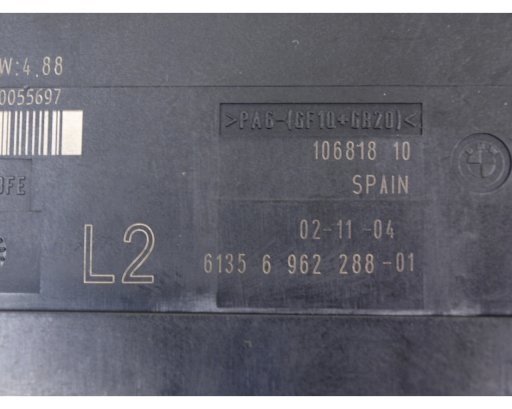 W:4.88
0055697
>PA6-(GF10+GB20)<
106818 10
SPAIN
OFE
02-11-04
L2
6135 6 962 288-01